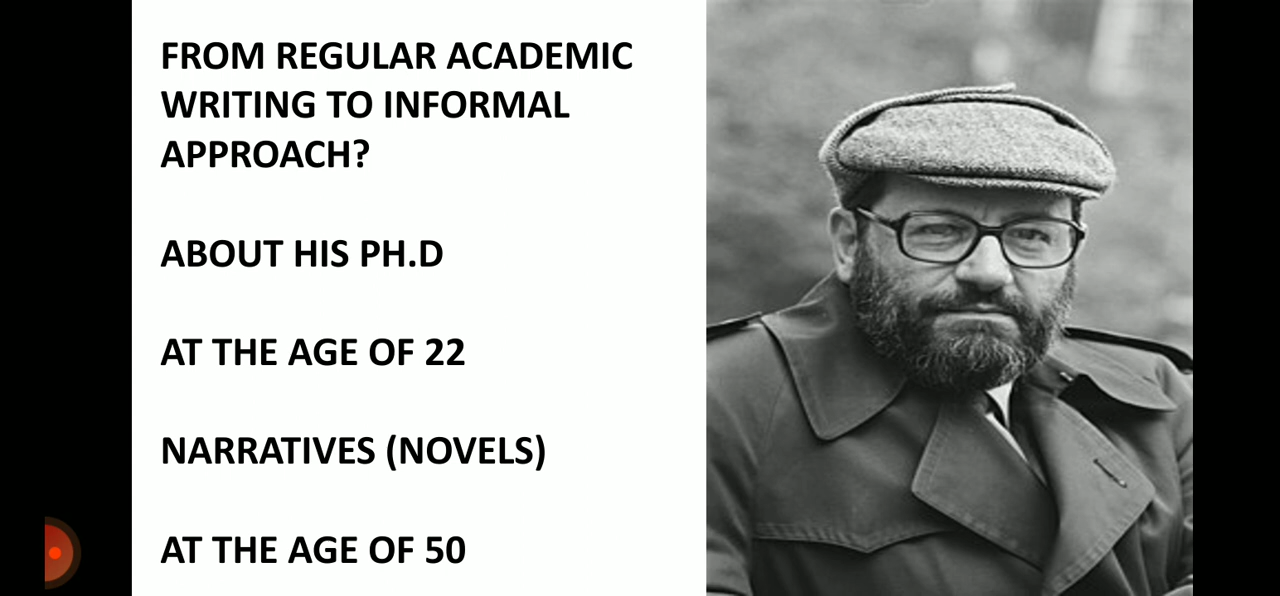 FROM REGULAR ACADEMIC
WRITING TO INFORMAL
APPROACH?
ABOUT HIS PH.D
AT THE AGE OF 22
NARRATIVES (NOVELS)
AT THE AGE OF 50